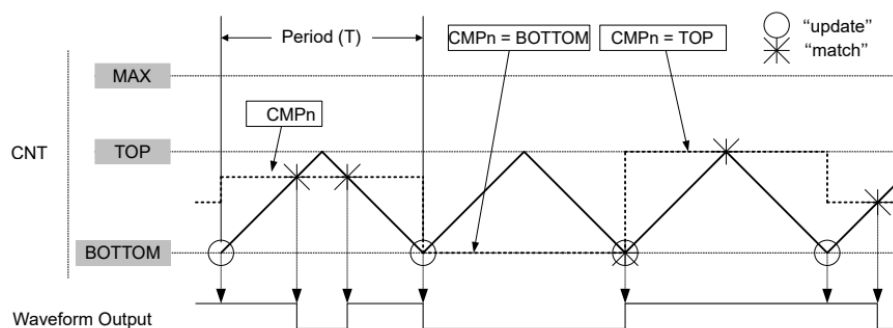 Period (T)
CMPn = BOTTOM
CMPn = TOP
“update”
“match”
MAX
CMPn
CNT
TOP
BOTTOM
Waveform Output